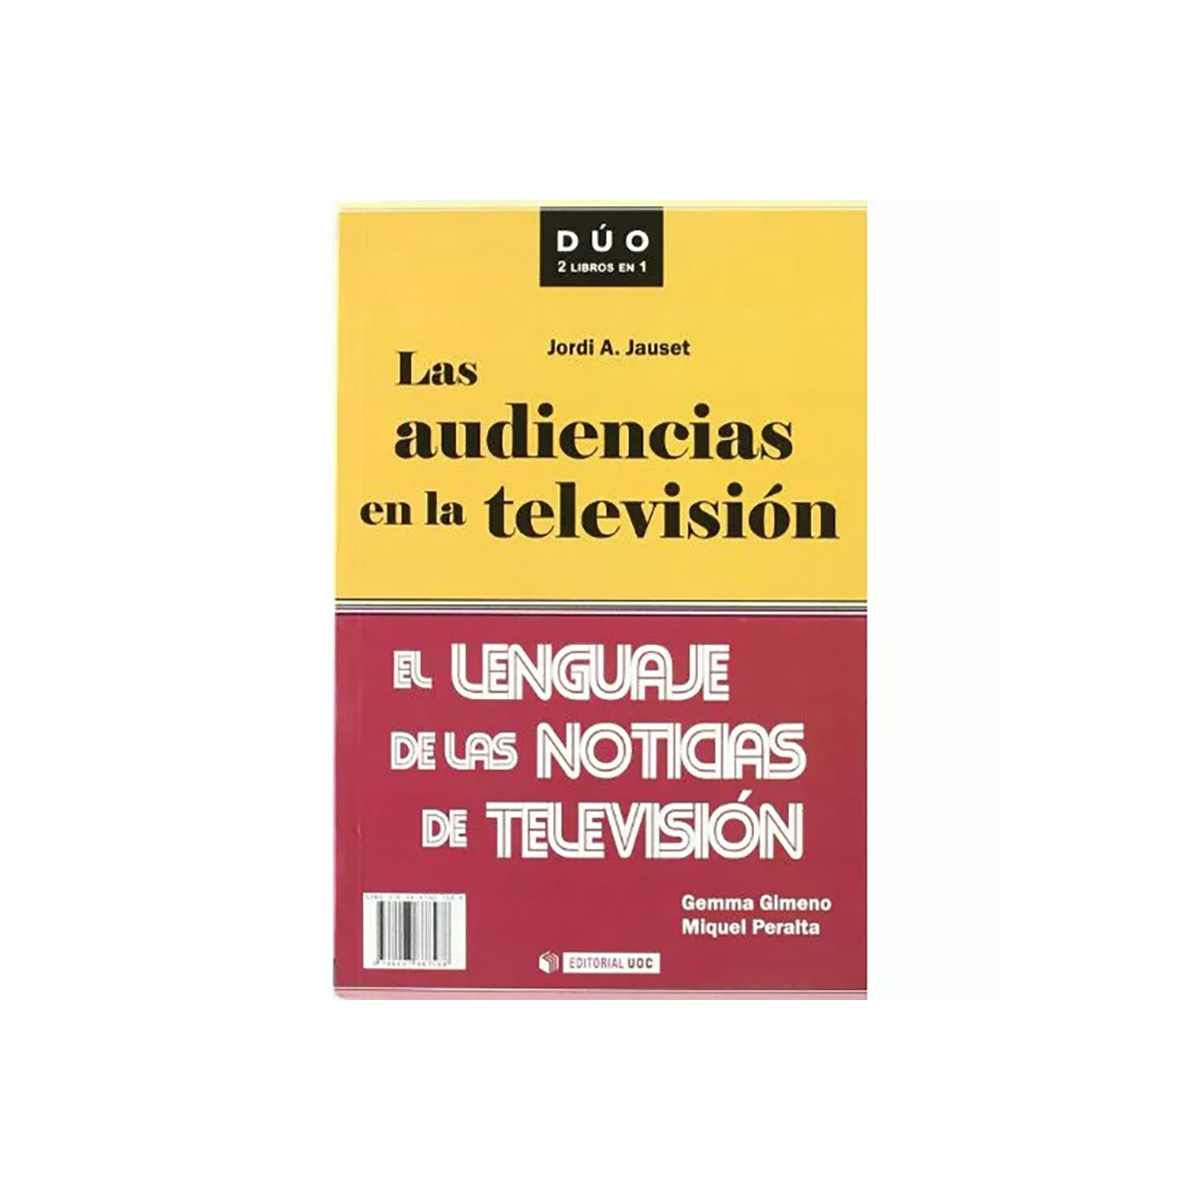 DÚO
2 LIBROS EN 1
Jordi A. Jauset
Las
audiencias
en la televisión
EL LENGUAJE
DE LAS NOTICIAS
DE TELEVISIÓN
Gemma Gimeno
Miquel Peralta
EDITORIAL UOC